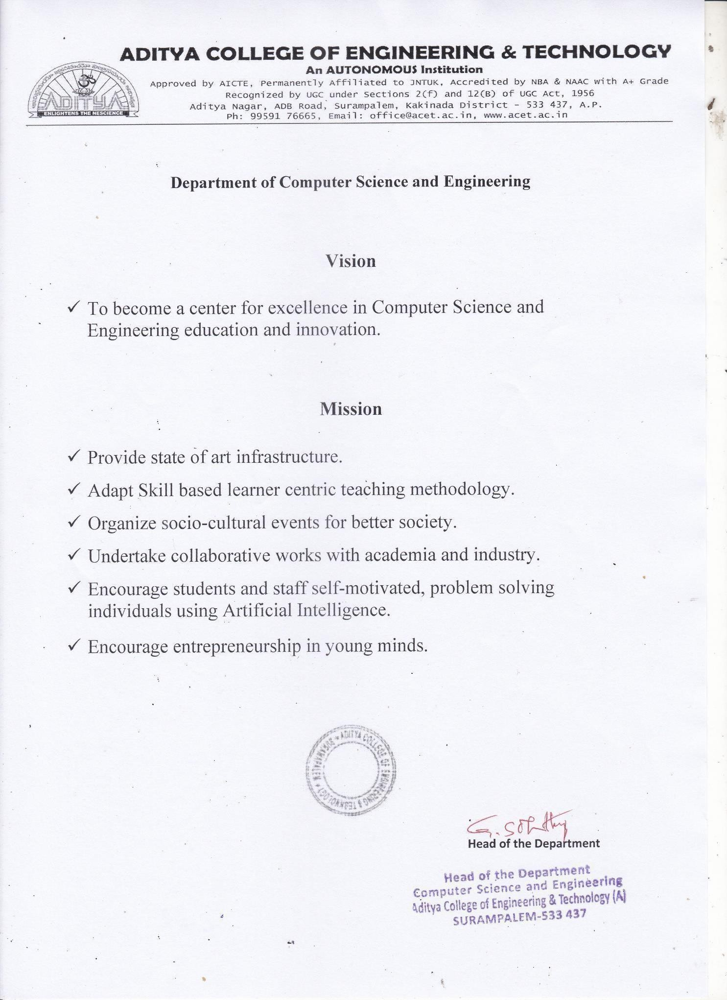 ADITYA COLLEGE OF ENGINEERING & TECHNOLOGY
An AUTONOMOUS Institution
Approved by AICTE, Permanently Affiliated to JNTUK, Accredited by NBA & NAAC with A+ Grade
Recognized by UGC under Sections 2(f) and 12(B) of UGC Act, 1956
Aditya Nagar, ADB Road, Surampalem, Kakinada District - 533 437, A.P.
Ph: 99591 76665, Email: office@acet.ac.in, www.acet.ac.in
ADITYA
ENLIGHTENS THE NESCIENCE
Department of Computer Science and Engineering
Vision
✓ To become a center for excellence in Computer Science and
Engineering education and innovation.
Mission
✓ Provide state of art infrastructure.
✓ Adapt Skill based learner centric teaching methodology.
✓ Organize socio-cultural events for better society.
✓ Undertake collaborative works with academia and industry.
✓ Encourage students and staff self-motivated, problem solving
individuals using Artificial Intelligence.
✓ Encourage entrepreneurship in young minds.
ADITYA COLLEGE OF ENGINEERING & TECHNOLOGY * SURAMPALEM *
Head of the Department
Head of the Department
Computer Science and Engineering
Aditya College of Engineering & Technology (A)
SURAMPALEM-533 437